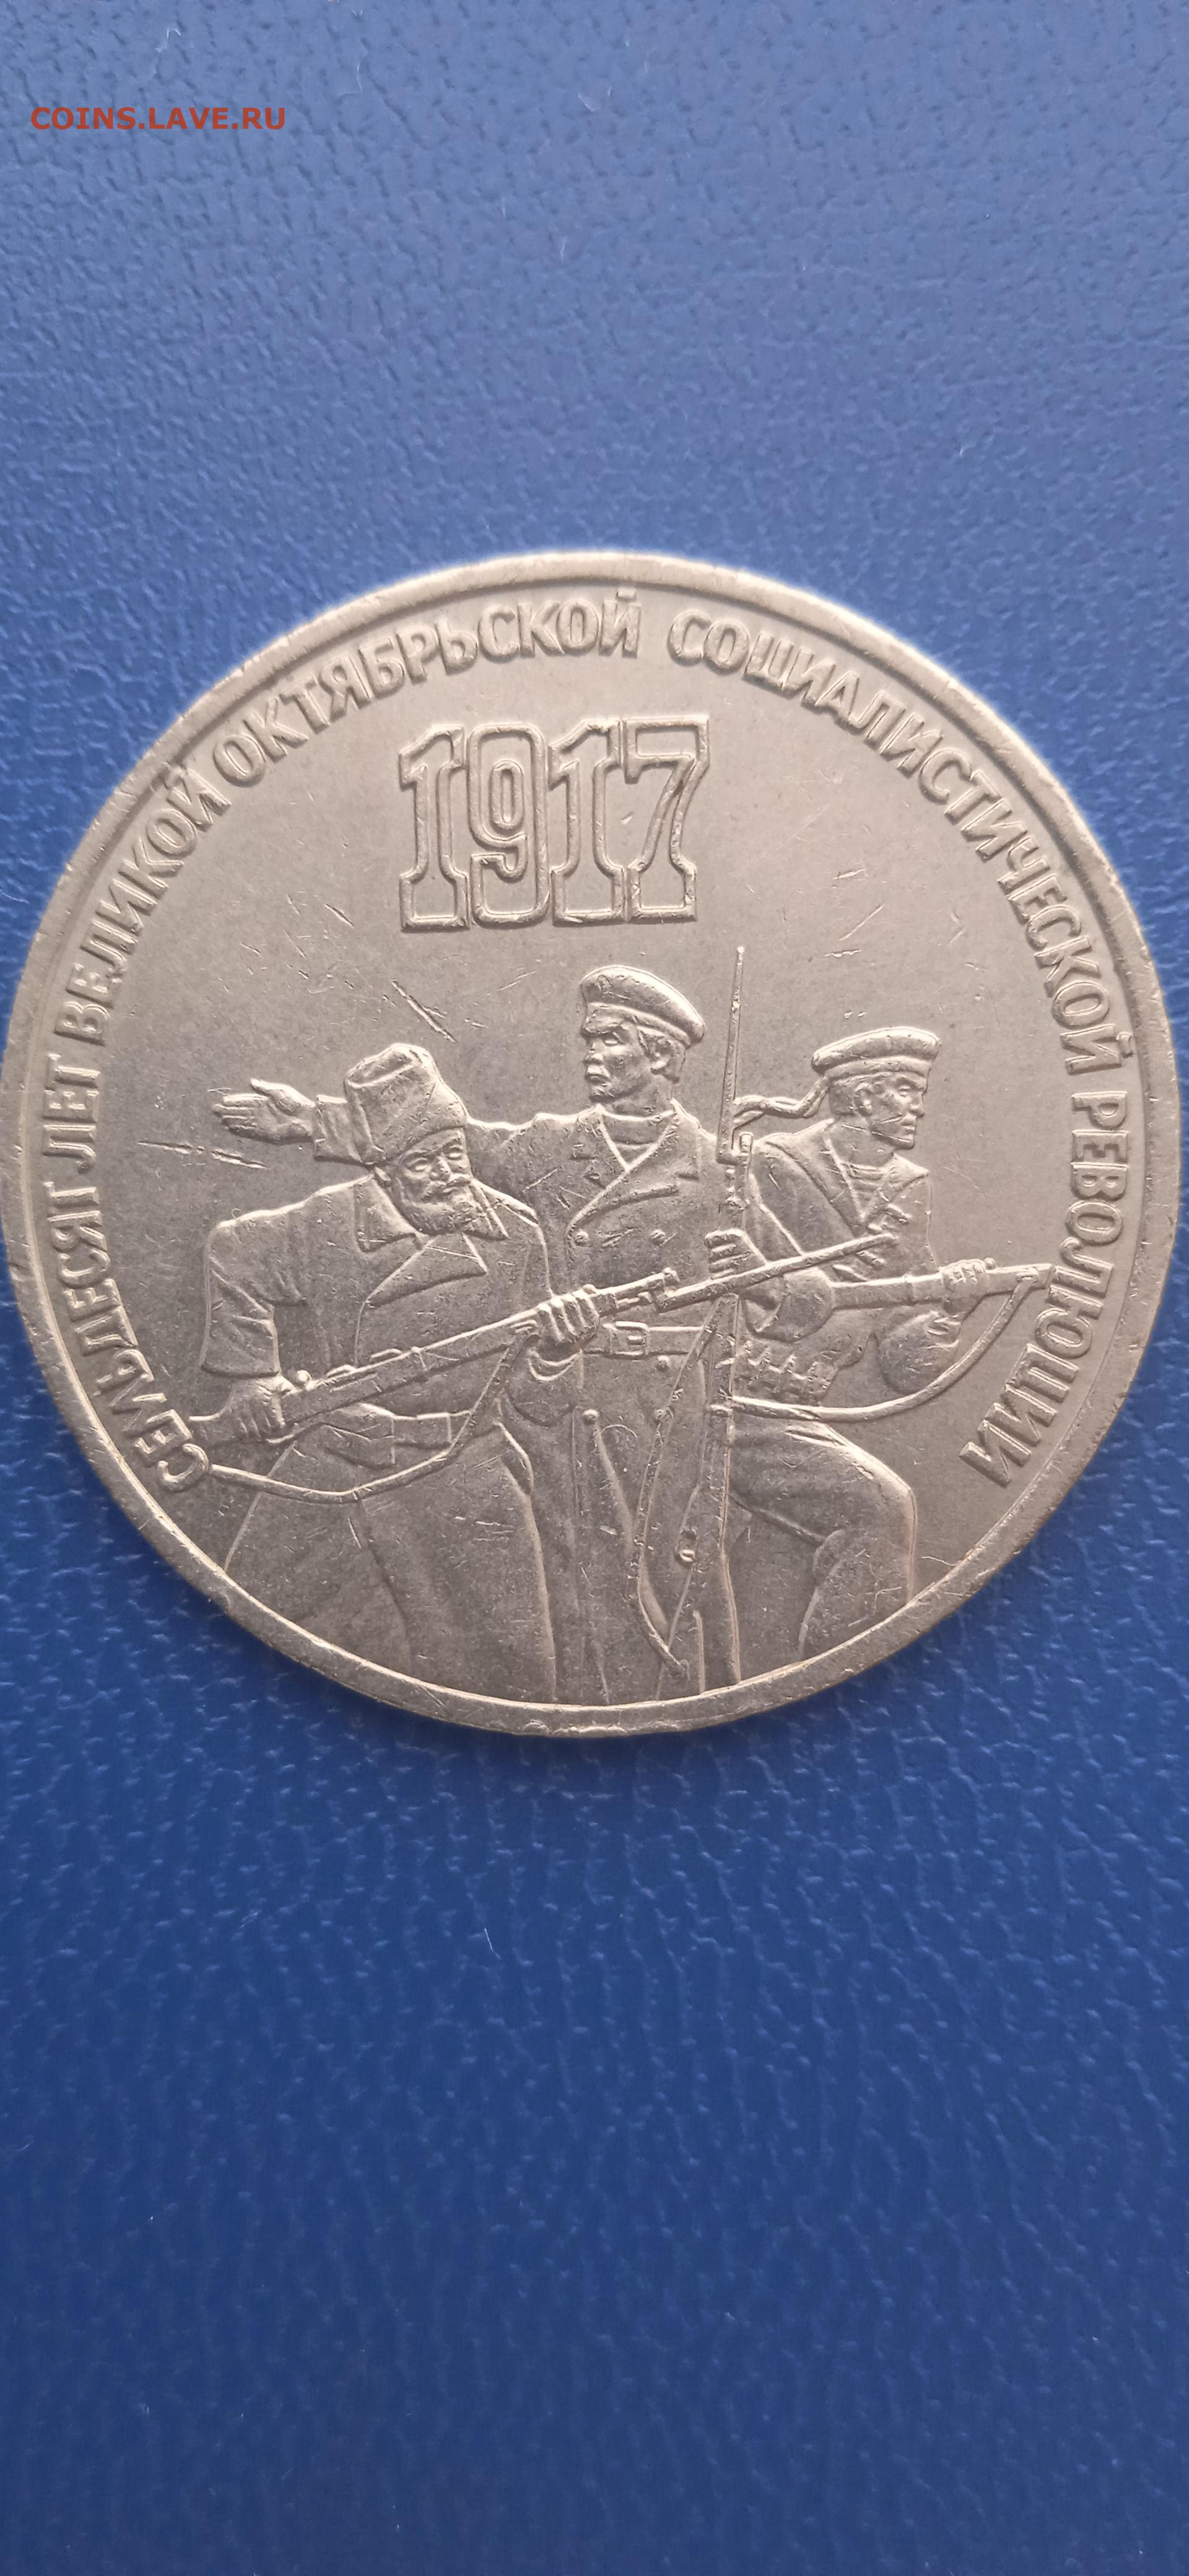 COINS.LAVE.RU
СЕМЬДЕСЯТ ЛЕТ ВЕЛИКОЙ ОКТЯБРЬСКОЙ СОЦИАЛИСТИЧЕСКОЙ РЕВОЛЮЦИИ
1917